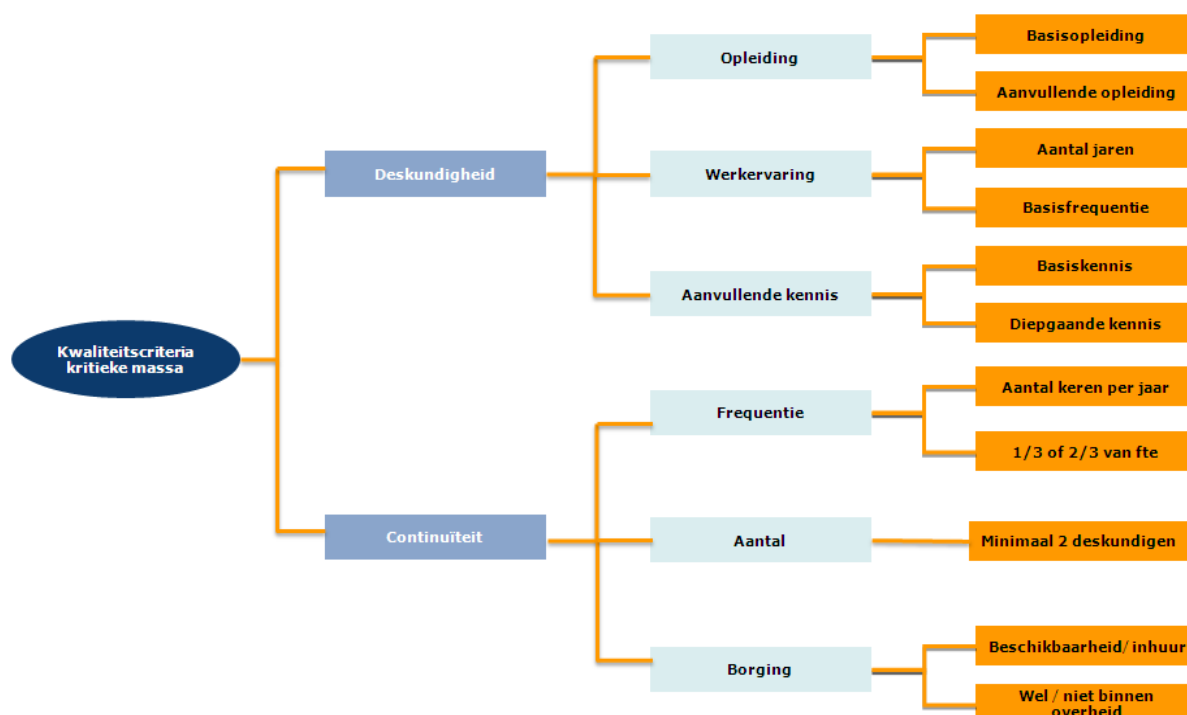 Kwaliteitscriteria
kritieke massa
Deskundigheid
Opleiding
Basisopleiding
Aanvullende opleiding
Werkervaring
Aantal jaren
Basisfrequentie
Aanvullende kennis
Basiskennis
Diepgaande kennis
Continuïteit
Frequentie
Aantal keren per jaar
1/3 of 2/3 van fte
Aantal
Minimaal 2 deskundigen
Borging
Beschikbaarheid/ inhuur
Wel / niet binnen
overheid